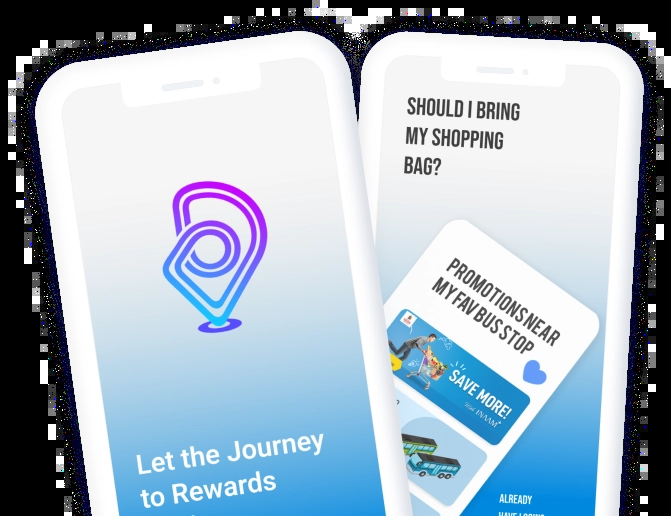 Let the Journey
to Rewards
SHOULD I BRING
MY SHOPPING
BAG?
PROMOTIONS NEAR
MY FAV BUS STOP
SAVE MORE!
ALREADY